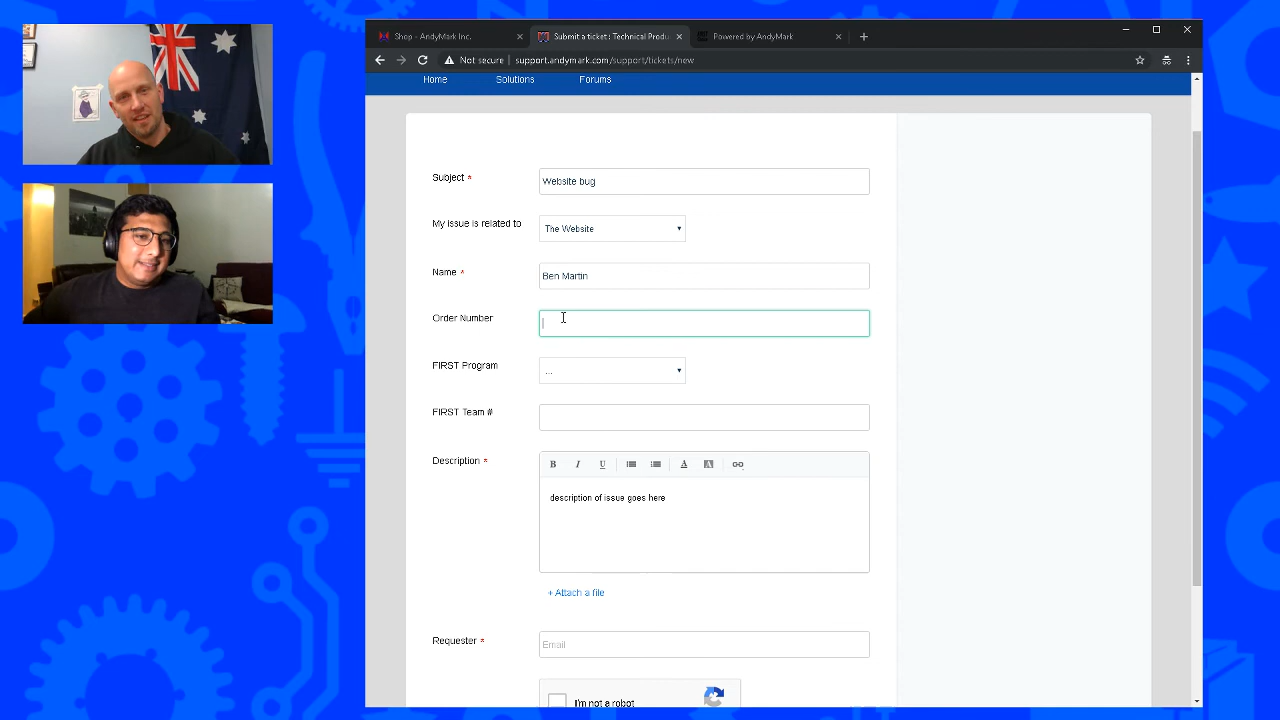 Shop - AndyMark Inc.
Submit a ticket : Technical Produ
Powered by AndyMark
Not secure
support.andymark.com/support/tickets/new
Home Solutions Forums
Subject *
Website bug
My issue is related to
The Website
Name *
Ben Martin
Order Number
FIRST Program
...
FIRST Team #
Description *
B I U A A
description of issue goes here
+ Attach a file
Requester *
Email
I'm not a robot